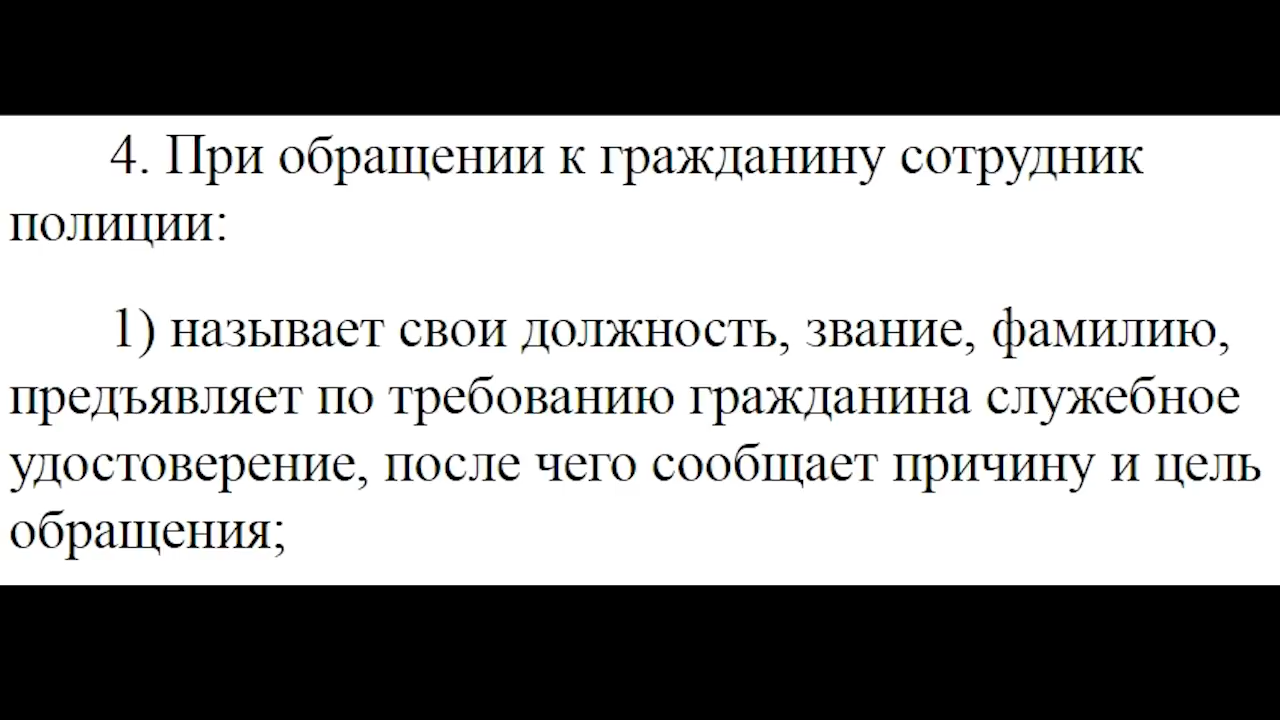 4. При обращении к гражданину сотрудник
полиции:
1) называет свои должность, звание, фамилию,
предъявляет по требованию гражданина служебное
удостоверение, после чего сообщает причину и цель
обращения;